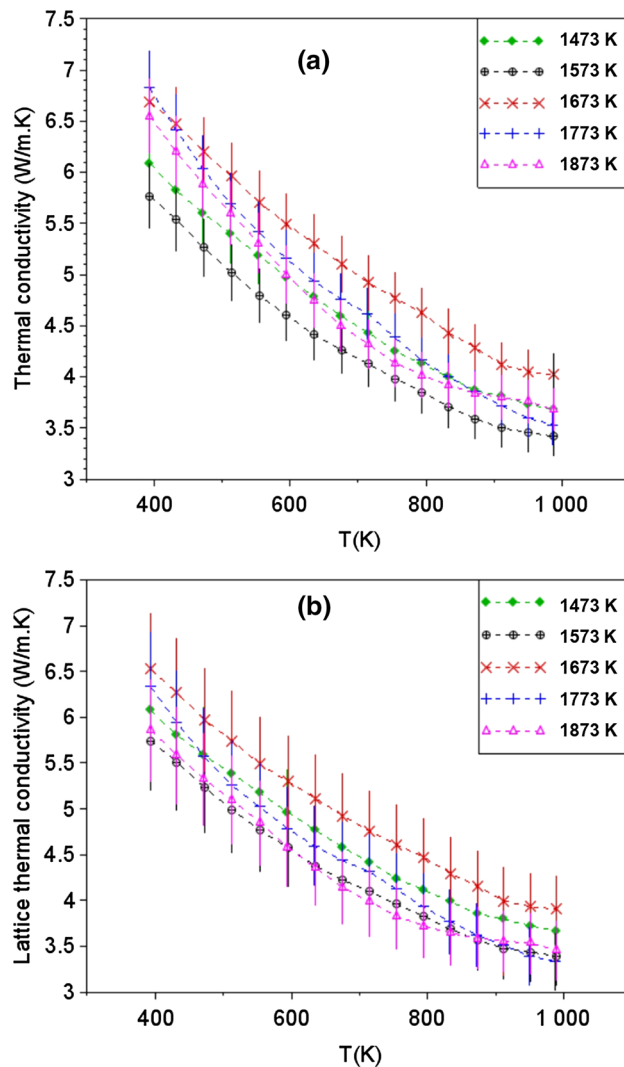 7.5
7
6.5
6
5.5
5
4.5
4
3.5
3
Thermal conductivity (W/m.K)
(a)
1473 K
1573 K
1673 K
1773 K
1873 K
400
600
800
1 000
T(K)
7.5
7
6.5
6
5.5
5
4.5
4
3.5
3
Lattice thermal conductivity (W/m.K)
(b)
1473 K
1573 K
1673 K
1773 K
1873 K
400
600
800
1 000
T(K)